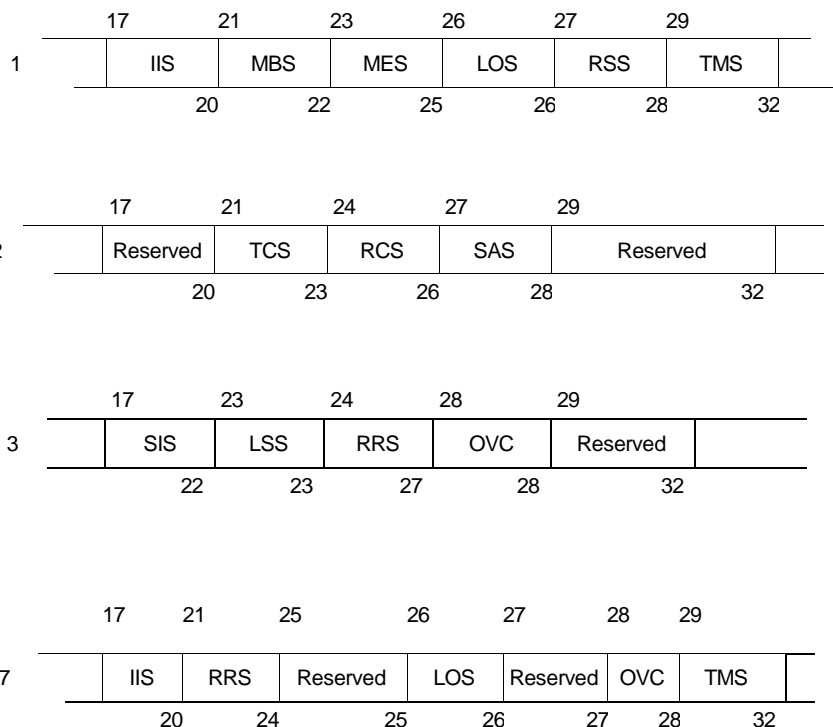 17 21 23 26 27 29
1 IIS MBS MES LOS RSS TMS
20 22 25 26 28 32
17 21 24 27 29
2 Reserved TCS RCS SAS Reserved
20 23 26 28 32
17 23 24 28 29
3 SIS LSS RRS OVC Reserved
22 23 27 28 32
17 21 25 26 27 28 29
7 IIS RRS Reserved LOS Reserved OVC TMS
20 24 25 26 27 28 32